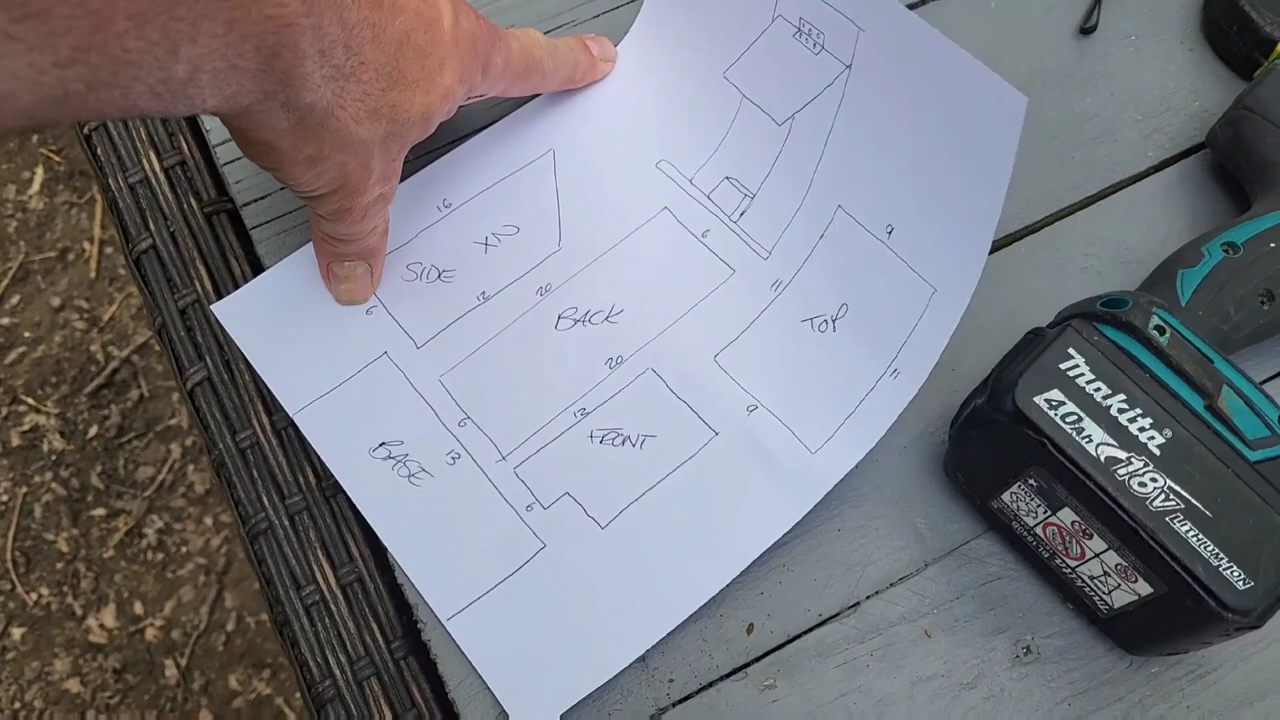 16
SIDE
X2
6
12
20
BACK
6
20
6
9
11
TOP
11
9
BASE
13
12
FRONT
6
makita
4.0Ah
18V
LITHIUM-ION